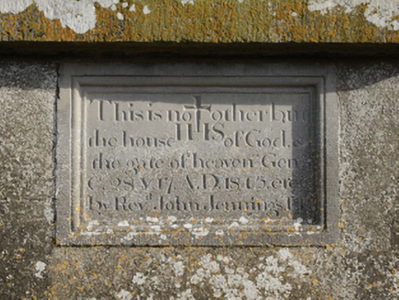 This is no other but
IHS
the house of God, &
the gate of heaven Gen.
C. 28 v 17 A.D. 1845.
by Revd. John Jennings